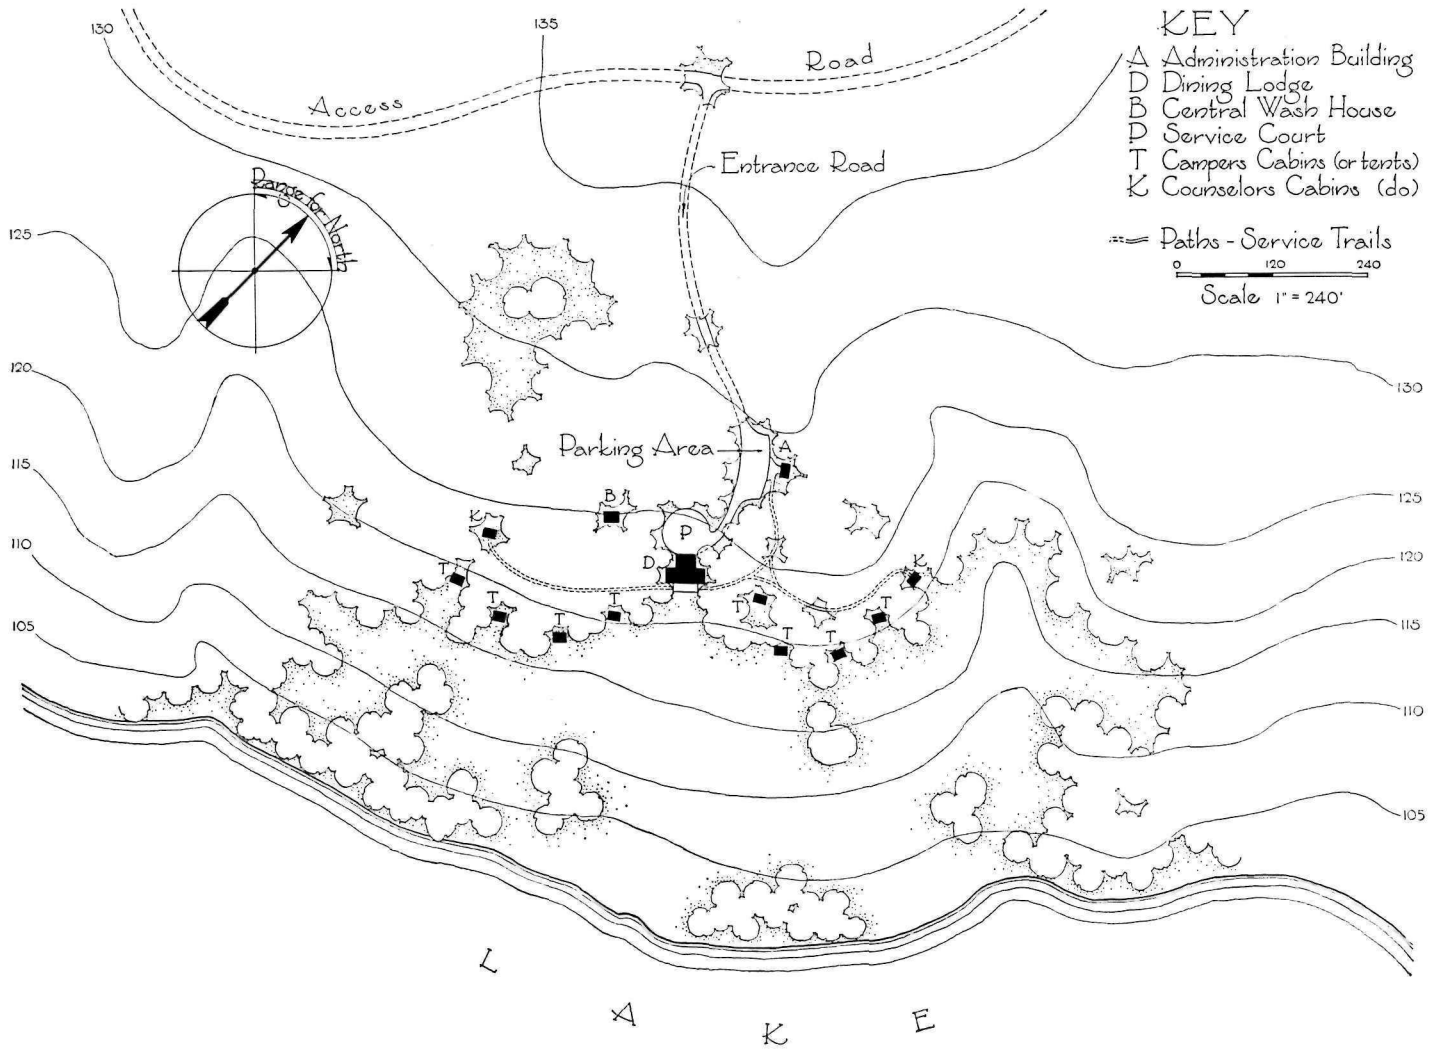 130
135
KEY
A Administration Building
D Dining Lodge
B Central Wash House
P Service Court
T Campers Cabins (or tents)
K Counselors Cabins (do)
Paths - Service Trails
0 120 240
Scale 1" = 240'
Access Road
Entrance Road
Range for North
125
120
115
110
105
130
125
120
115
110
105
Parking Area
A
B
K
P
D
K
T
T
T
T
T
T
T
T
LAKE